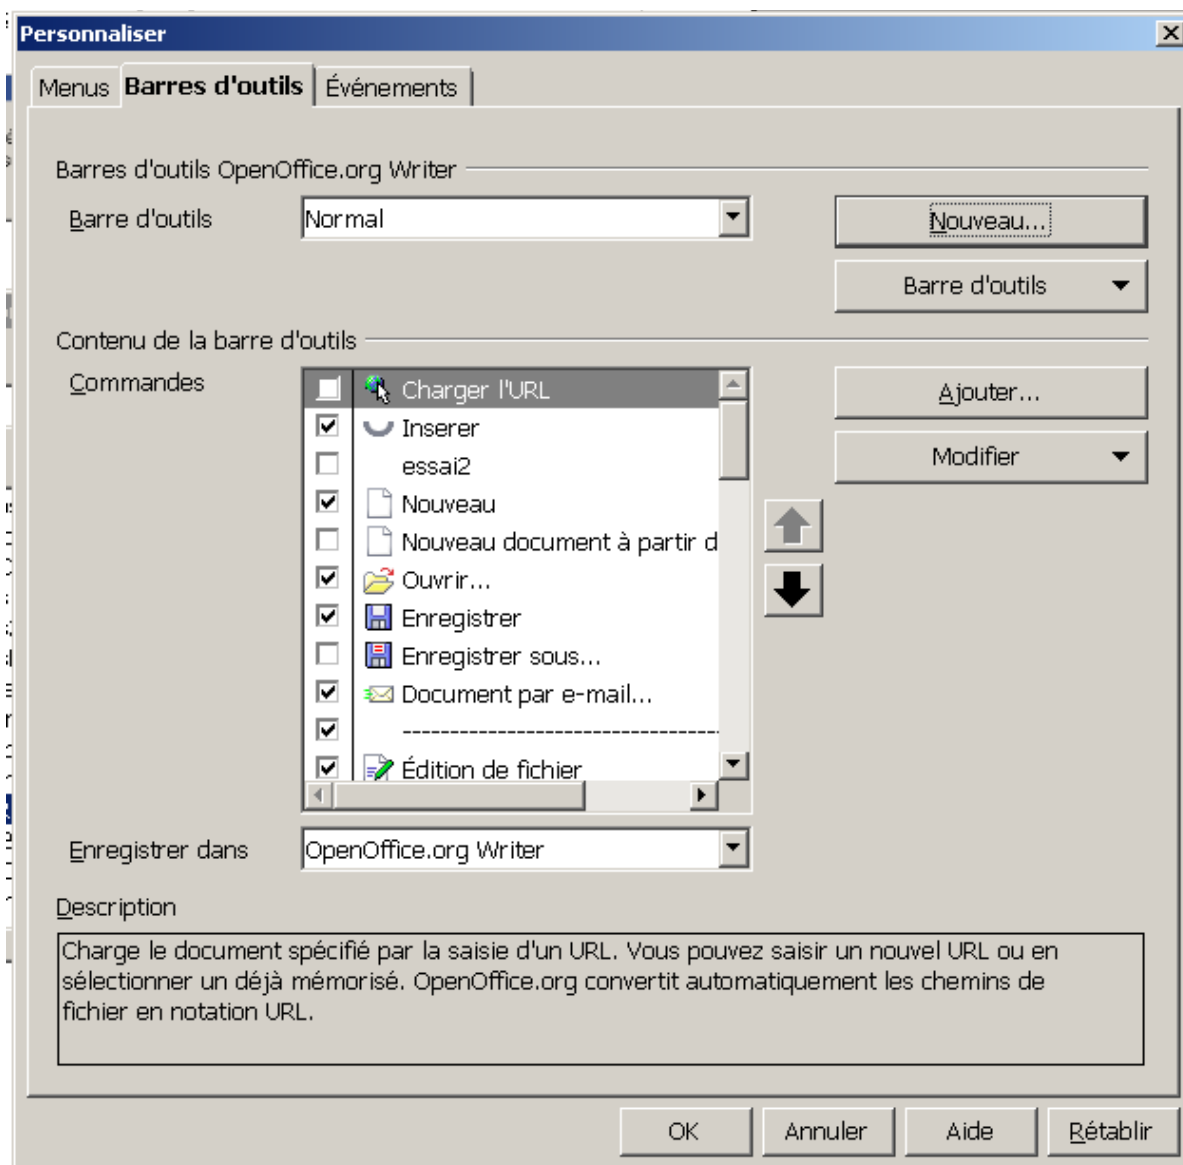 Personnaliser
Menus Barres d'outils Événements
Barres d'outils OpenOffice.org Writer
Barre d'outils Normal Nouveau...
Barre d'outils
Contenu de la barre d'outils
Commandes Charger l'URL Ajouter...
Inserer
essai2 Modifier
Nouveau
Nouveau document à partir d
Ouvrir...
Enregistrer
Enregistrer sous...
Document par e-mail...
--------------------------------
Édition de fichier
Enregistrer dans OpenOffice.org Writer
Description
Charge le document spécifié par la saisie d'un URL. Vous pouvez saisir un nouvel URL ou en
sélectionner un déjà mémorisé. OpenOffice.org convertit automatiquement les chemins de
fichier en notation URL.
OK Annuler Aide Rétablir